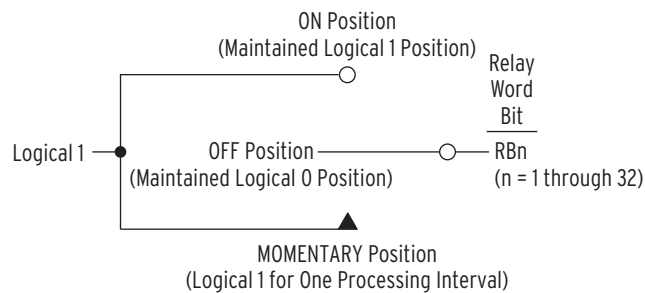 ON Position
(Maintained Logical 1 Position)
Relay
Word
Bit
Logical 1
OFF Position
(Maintained Logical 0 Position)
RBn
(n = 1 through 32)
MOMENTARY Position
(Logical 1 for One Processing Interval)